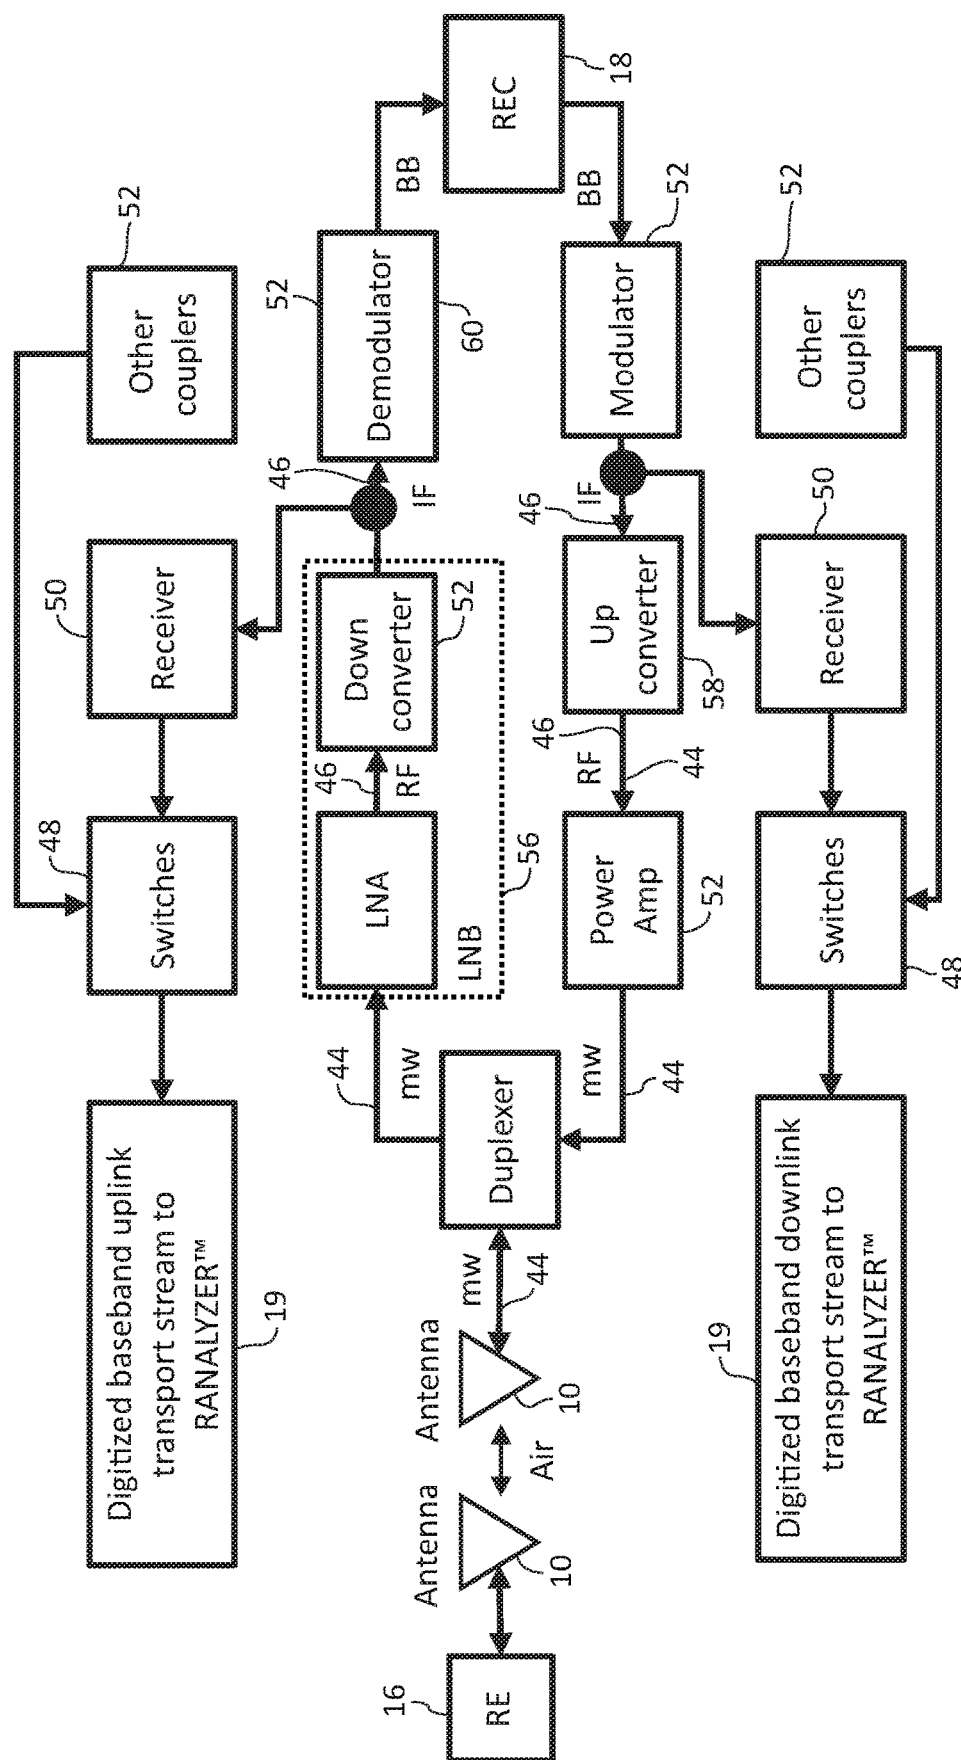 Digitized baseband uplink
transport stream to
RANALYZER™
19
Switches
48
Receiver
50
Other
couplers
52
LNA
46
RF
Down
converter
52
LNB
56
46
IF
Demodulator
52
60
BB
REC
18
BB
44
mw
Duplexer
mw
44
RE
16
Antenna
10
Air
Antenna
10
mw
44
Power
Amp
52
RF
46
44
Up
converter
58
46
IF
Modulator
52
Digitized baseband downlink
transport stream to
RANALYZER™
19
Switches
48
Receiver
50
Other
couplers
52